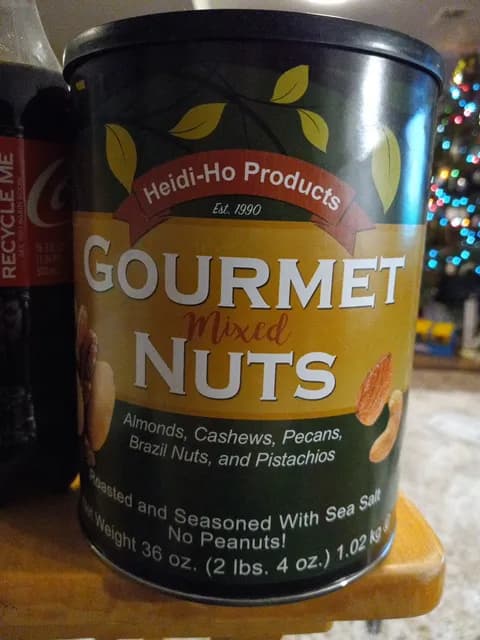 Heidi-Ho Products
Est. 1990
GOURMET
Mixed
NUTS
Almonds, Cashews, Pecans,
Brazil Nuts, and Pistachios
Roasted and Seasoned With Sea Salt
No Peanuts!
Weight 36 oz. (2 lbs. 4 oz.) 1.02 kg
RECYCLE ME